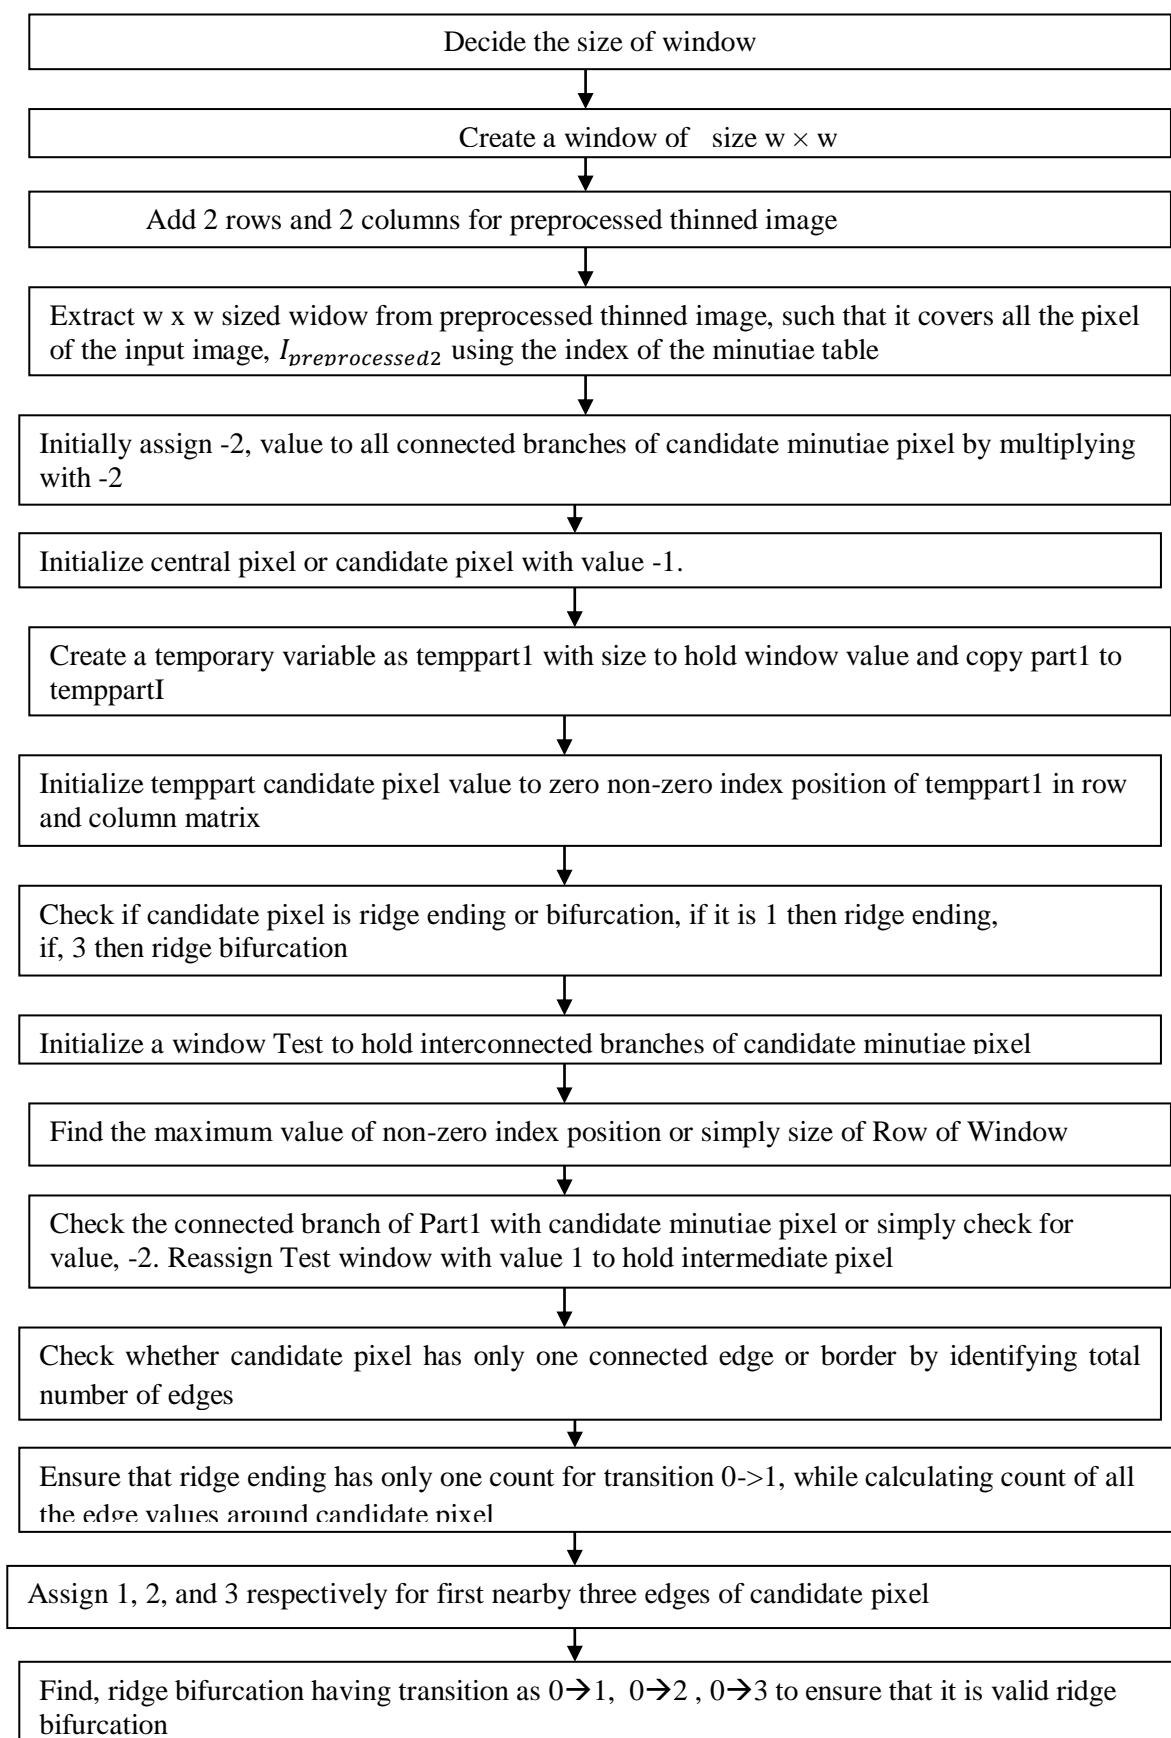 Decide the size of window
Create a window of size w × w
Add 2 rows and 2 columns for preprocessed thinned image
Extract w x w sized widow from preprocessed thinned image, such that it covers all the pixel
of the input image, I_preprocessed2 using the index of the minutiae table
Initially assign -2, value to all connected branches of candidate minutiae pixel by multiplying
with -2
Initialize central pixel or candidate pixel with value -1.
Create a temporary variable as temppart1 with size to hold window value and copy part1 to
temppartI
Initialize temppart candidate pixel value to zero non-zero index position of temppart1 in row
and column matrix
Check if candidate pixel is ridge ending or bifurcation, if it is 1 then ridge ending,
if, 3 then ridge bifurcation
Initialize a window Test to hold interconnected branches of candidate minutiae pixel
Find the maximum value of non-zero index position or simply size of Row of Window
Check the connected branch of Part1 with candidate minutiae pixel or simply check for
value, -2. Reassign Test window with value 1 to hold intermediate pixel
Check whether candidate pixel has only one connected edge or border by identifying total
number of edges
Ensure that ridge ending has only one count for transition 0->1, while calculating count of all
the edge values around candidate pixel
Assign 1, 2, and 3 respectively for first nearby three edges of candidate pixel
Find, ridge bifurcation having transition as 0→1, 0→2 , 0→3 to ensure that it is valid ridge
bifurcation